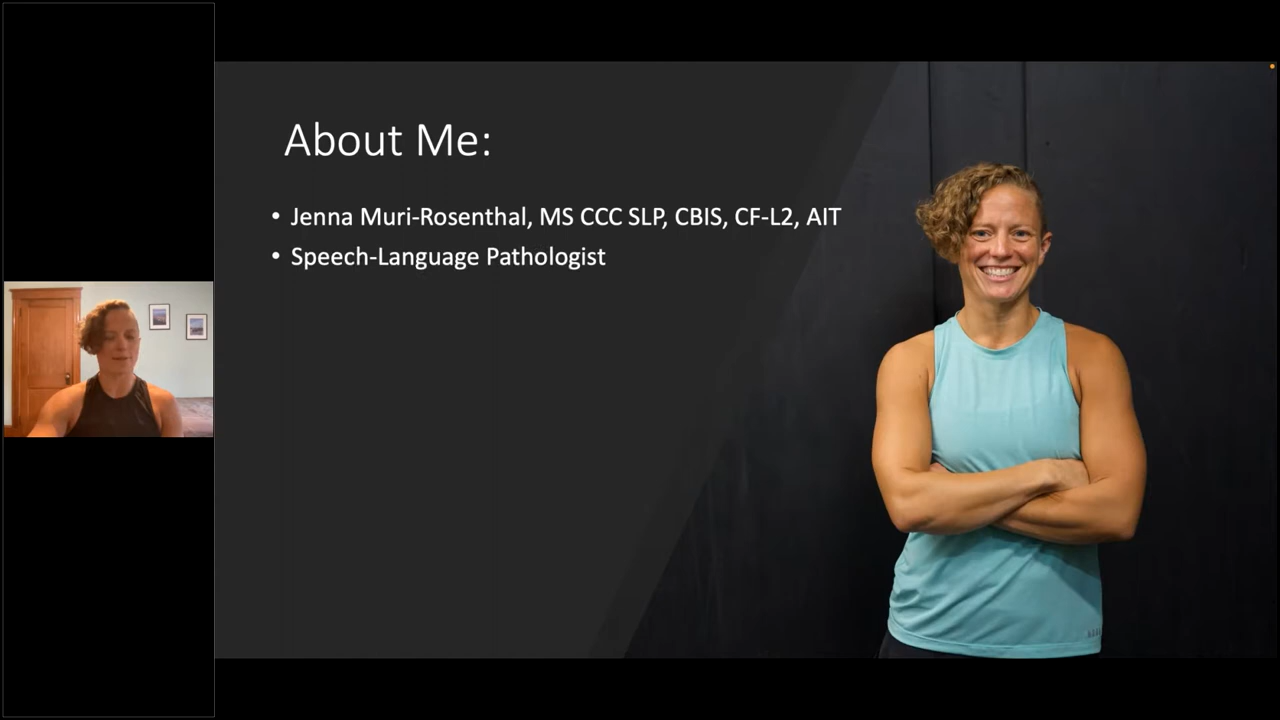 About Me:
• Jenna Muri-Rosenthal, MS CCC SLP, CBIS, CF-L2, AIT
• Speech-Language Pathologist